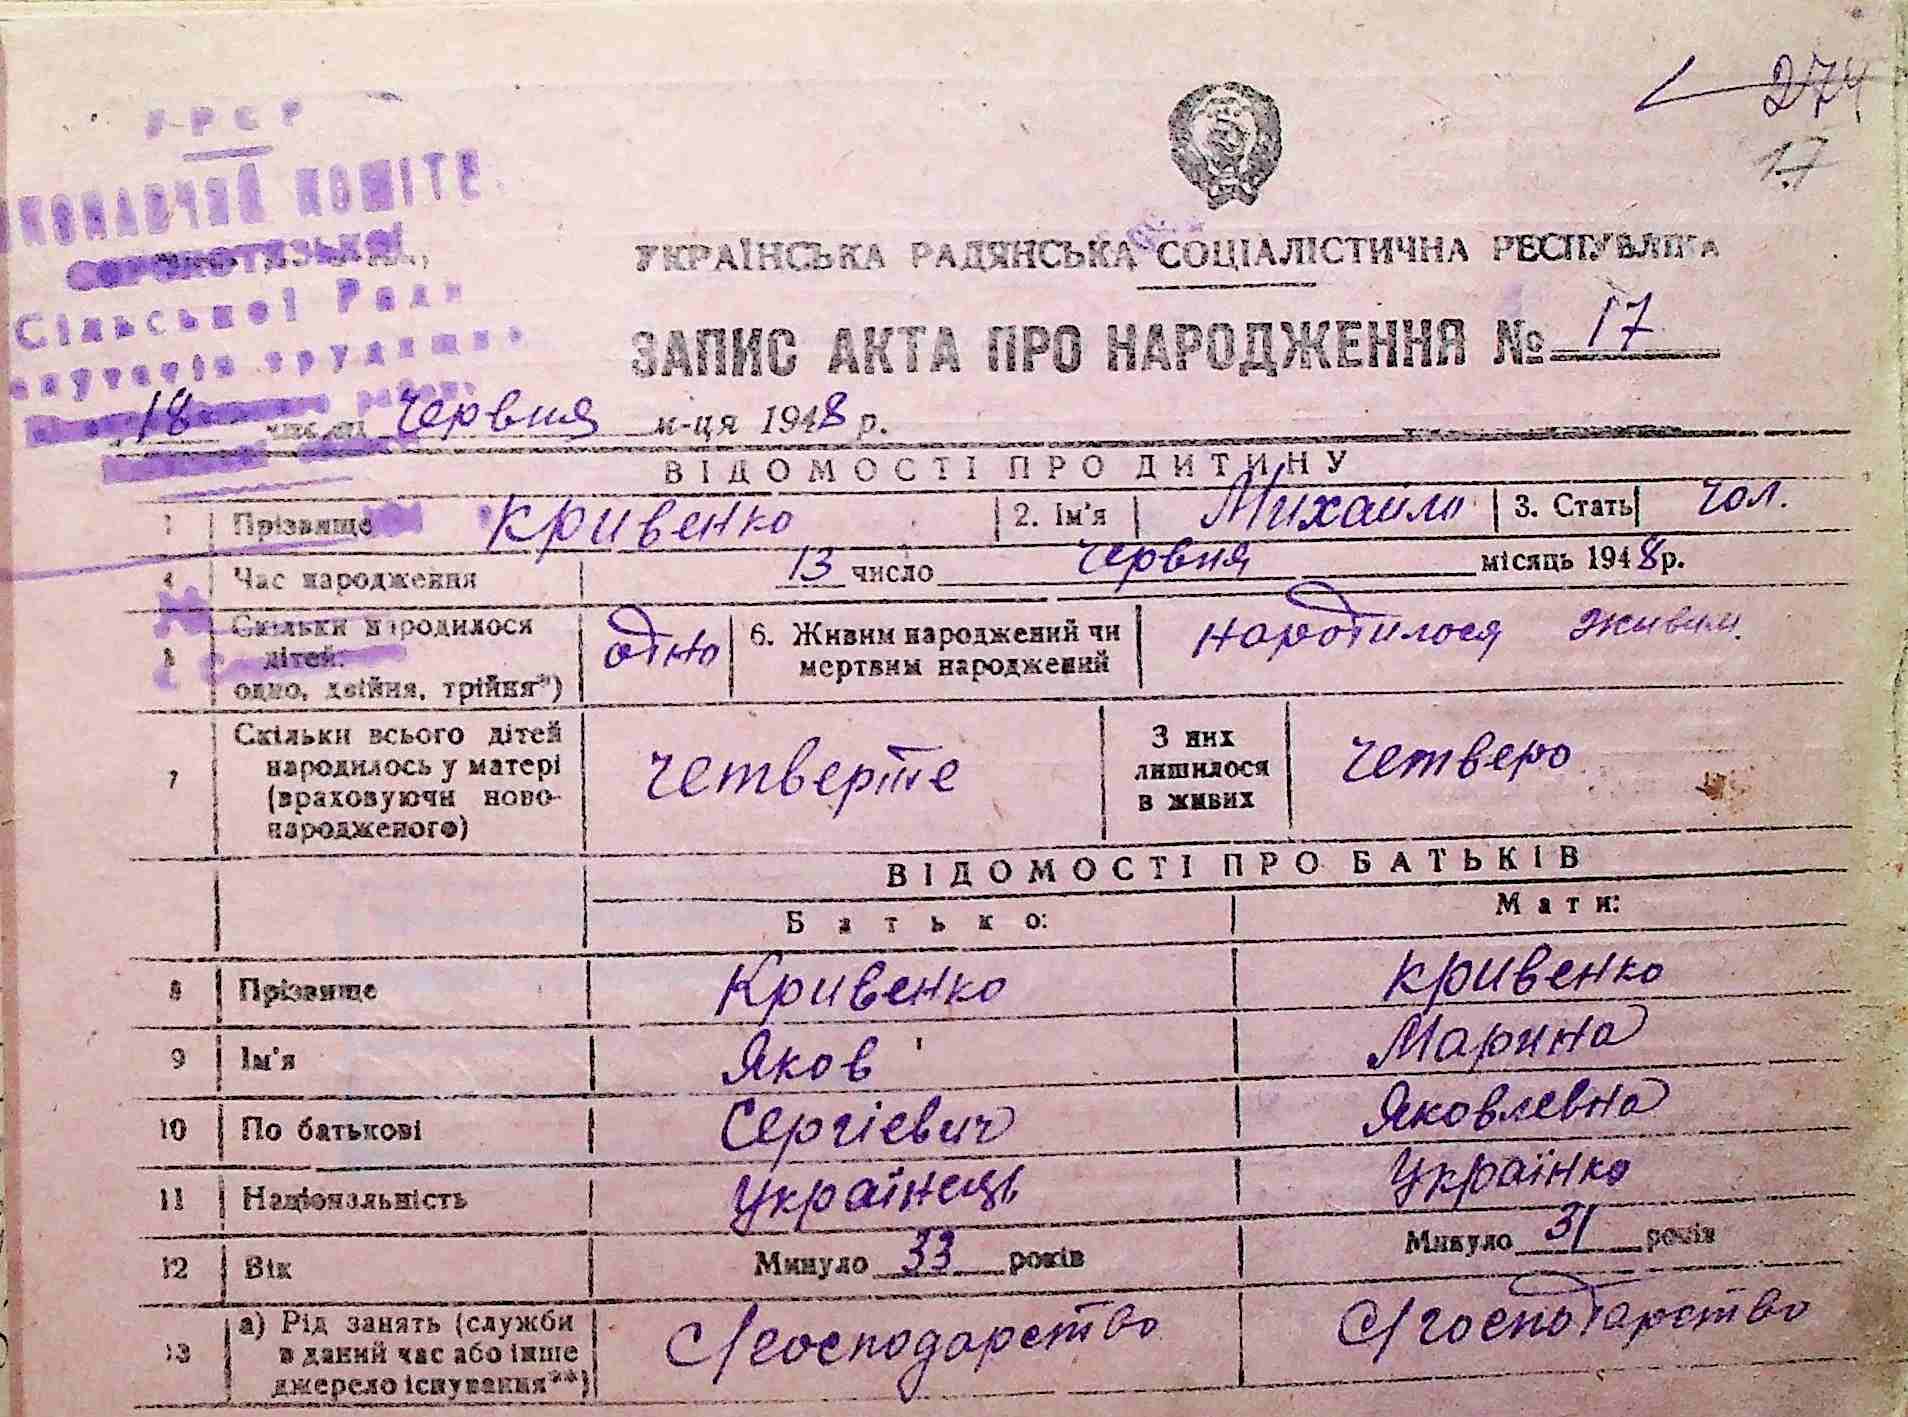 274
17
УРСР
КОНАВЧИЙ КОМІТЕ
Сільської Ради
УКРАЇНСЬКА РАДЯНСЬКА СОЦІАЛІСТИЧНА РЕСПУБЛІКА
ЗАПИС АКТА ПРО НАРОДЖЕННЯ № 17
18 червня м-ця 1948 р.
ВІДОМОСТІ ПРО ДИТИНУ
1 Прізвище Кривенко 2. Ім'я Михайло 3. Стать чол.
4 Час народження 13 число червня місяць 1948 р.
5 Скільки народилося дітей: одно, двійня, трійня*) одно 6. Живим народжений чи мертвим народжений народилося живим
7 Скільки всього дітей народилось у матері (враховуючи ново-народженого) четверте З них лишилося в живих четверо
ВІДОМОСТІ ПРО БАТЬКІВ
Батько: Мати:
8 Прізвище Кривенко Кривенко
9 Ім'я Яков Марина
10 По батькові Сергієвич Яковлевна
11 Національність Українець Українка
12 Вік Минуло 33 років Минуло 31 років
13 а) Рід занять (служби в даний час або інше джерело існування**) С/господарство С/господарство